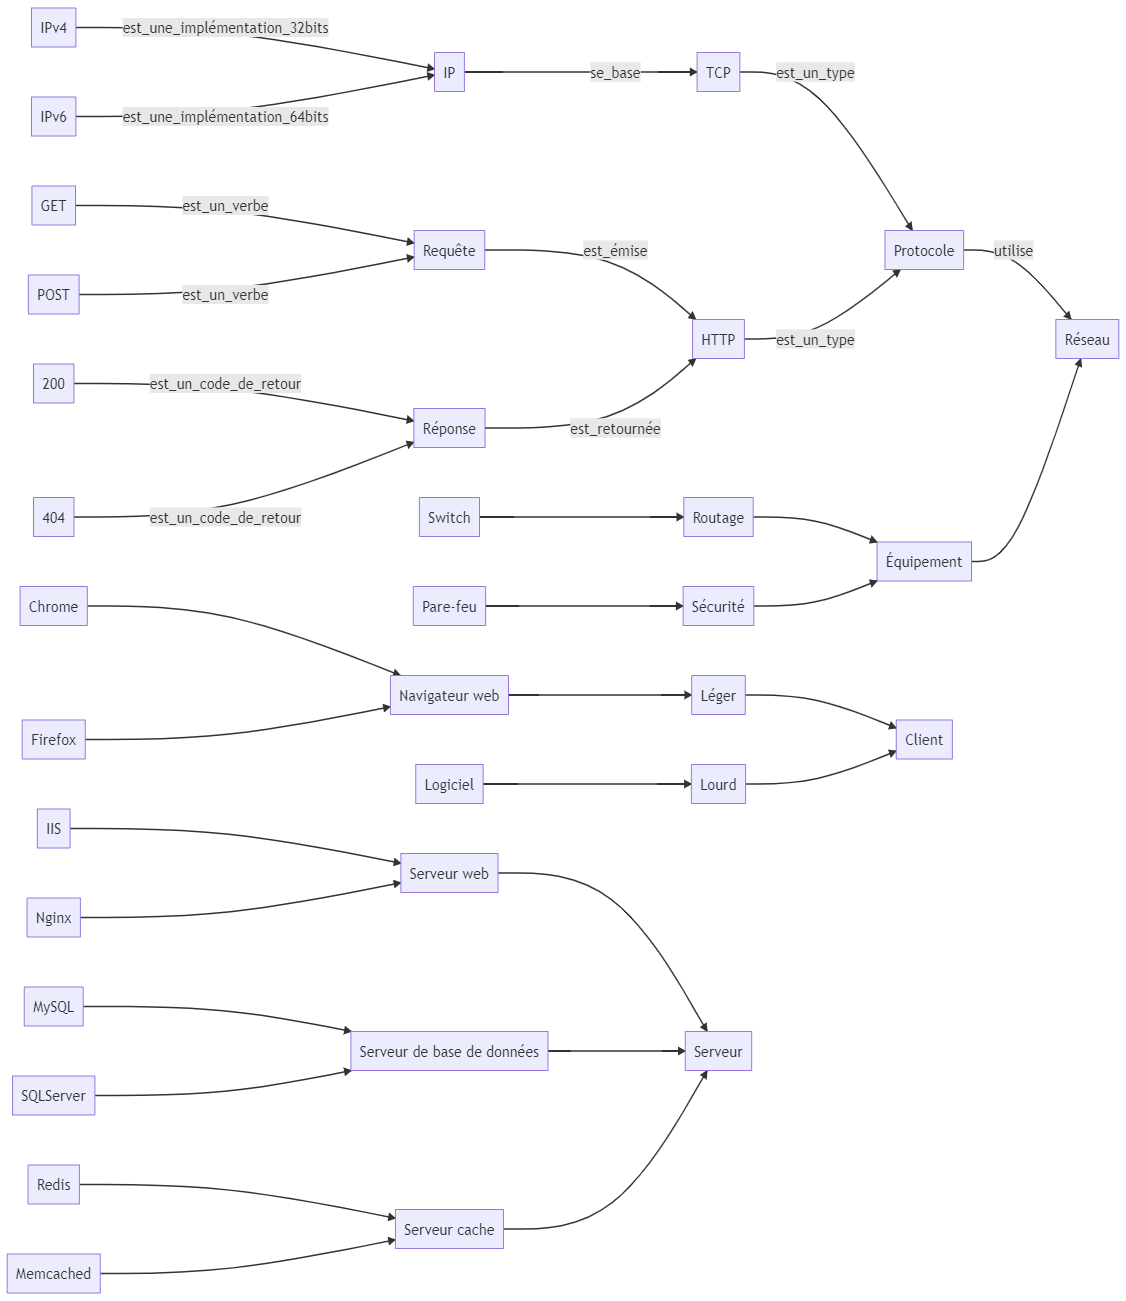 IPv4
est_une_implémentation_32bits
IP
se_base
TCP
est_un_type
IPv6
est_une_implémentation_64bits
GET
est_un_verbe
Requête
est_émise
Protocole
utilise
POST
est_un_verbe
HTTP
est_un_type
Réseau
200
est_un_code_de_retour
Réponse
est_retournée
404
est_un_code_de_retour
Switch
Routage
Équipement
Chrome
Pare-feu
Sécurité
Navigateur web
Léger
Firefox
Client
Logiciel
Lourd
IIS
Serveur web
Nginx
MySQL
Serveur de base de données
Serveur
SQLServer
Redis
Serveur cache
Memcached